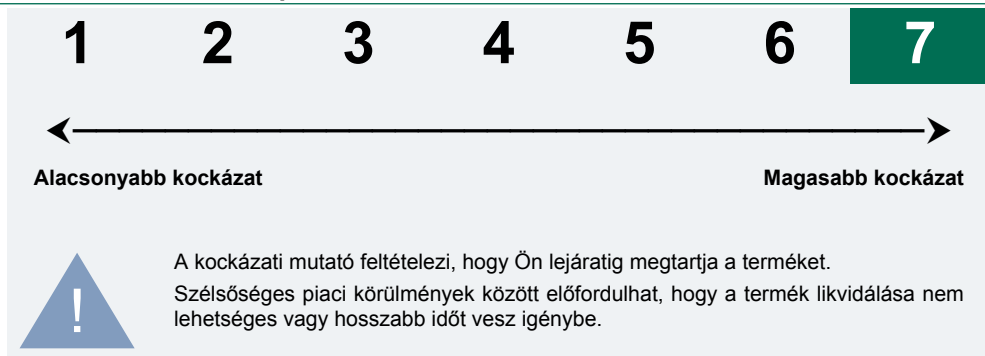 1 2 3 4 5 6 7
Alacsonyabb kockázat Magasabb kockázat
!
A kockázati mutató feltételezi, hogy Ön lejáratig megtartja a terméket.
Szélsőséges piaci körülmények között előfordulhat, hogy a termék likvidálása nem
lehetséges vagy hosszabb időt vesz igénybe.